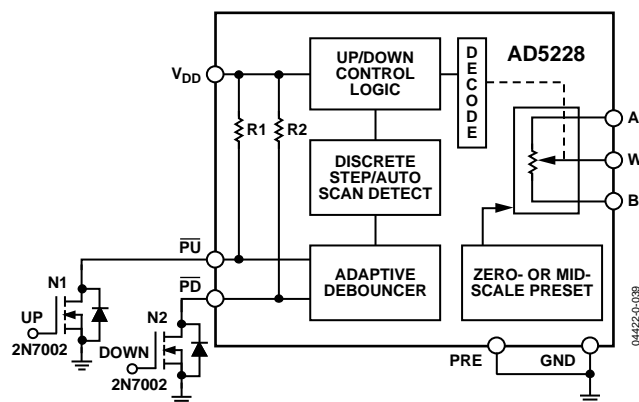 UP/DOWN
CONTROL
LOGIC
DECODE
AD5228
VDD
R1
R2
A
W
B
DISCRETE
STEP/AUTO
SCAN DETECT
PU
PD
ADAPTIVE
DEBOUNCER
ZERO- OR MID-
SCALE PRESET
N1
UP
2N7002
N2
DOWN
2N7002
PRE
GND
04422-0-039